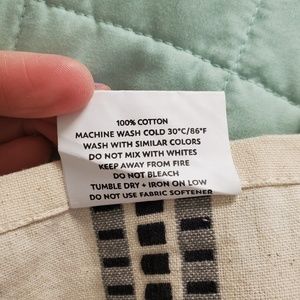 100% COTTON
MACHINE WASH COLD 30°C/86°F
WASH WITH SIMILAR COLORS
DO NOT MIX WITH WHITES
KEEP AWAY FROM FIRE
DO NOT BLEACH
TUMBLE DRY + IRON ON LOW
DO NOT USE FABRIC SOFTENER